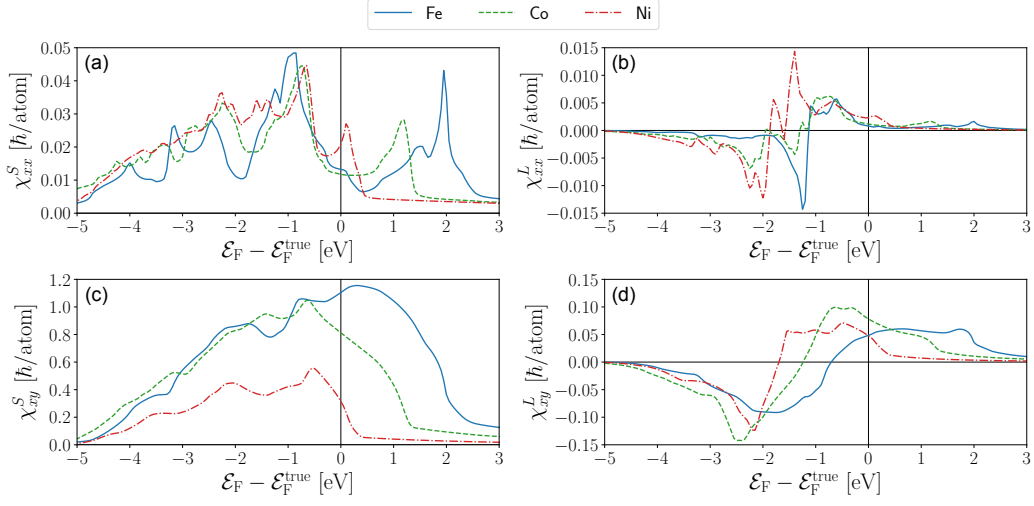 Fe Co Ni
(a)
χ^S_xx [ħ/atom]
0.05
0.04
0.03
0.02
0.01
0.00
−5 −4 −3 −2 −1 0 1 2 3
ℰ_F − ℰ_F^true [eV]
(b)
χ^L_xx [ħ/atom]
0.015
0.010
0.005
0.000
−0.005
−0.010
−0.015
−5 −4 −3 −2 −1 0 1 2 3
ℰ_F − ℰ_F^true [eV]
(c)
χ^S_xy [ħ/atom]
1.2
1.0
0.8
0.6
0.4
0.2
0.0
−5 −4 −3 −2 −1 0 1 2 3
ℰ_F − ℰ_F^true [eV]
(d)
χ^L_xy [ħ/atom]
0.15
0.10
0.05
0.00
−0.05
−0.10
−0.15
−5 −4 −3 −2 −1 0 1 2 3
ℰ_F − ℰ_F^true [eV]